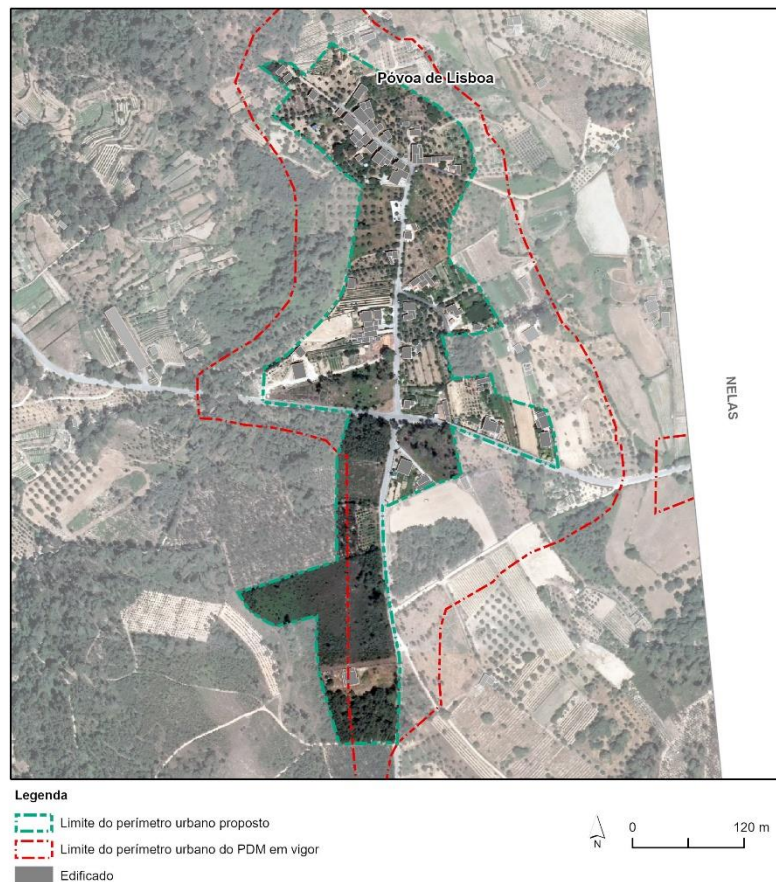 Póvoa de Lisboa
NELAS
Legenda
Limite do perímetro urbano proposto
Limite do perímetro urbano do PDM em vigor
Edificado
N
0 120 m